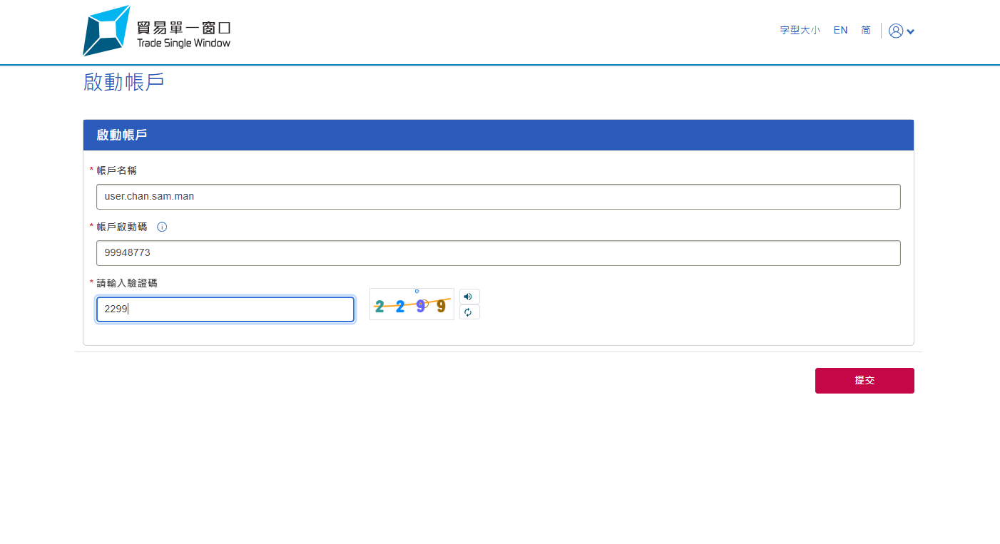 貿易單一窗口
Trade Single Window
字型大小 EN 简
啟動帳戶
啟動帳戶
* 帳戶名稱
user.chan.sam.man
* 帳戶啟動碼
99948773
* 請輸入驗證碼
2299
2 2 9 9
提交